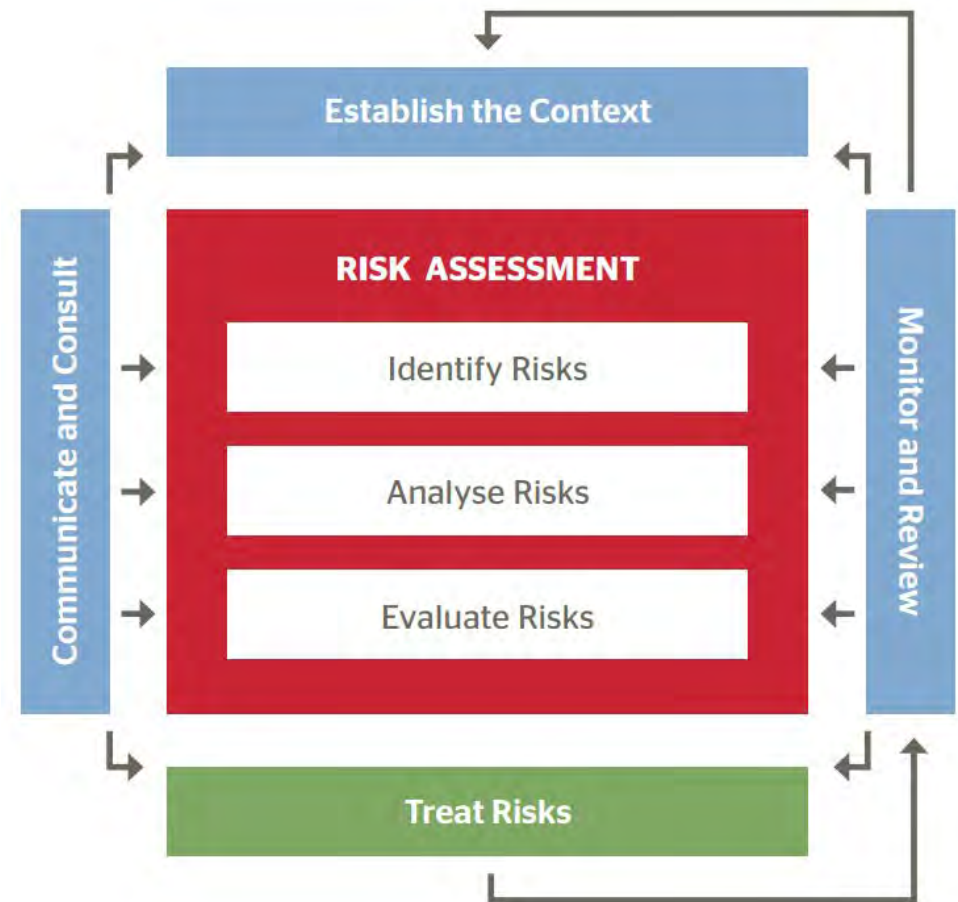 Establish the Context
Communicate and Consult
RISK ASSESSMENT
Identify Risks
Analyse Risks
Evaluate Risks
Monitor and Review
Treat Risks